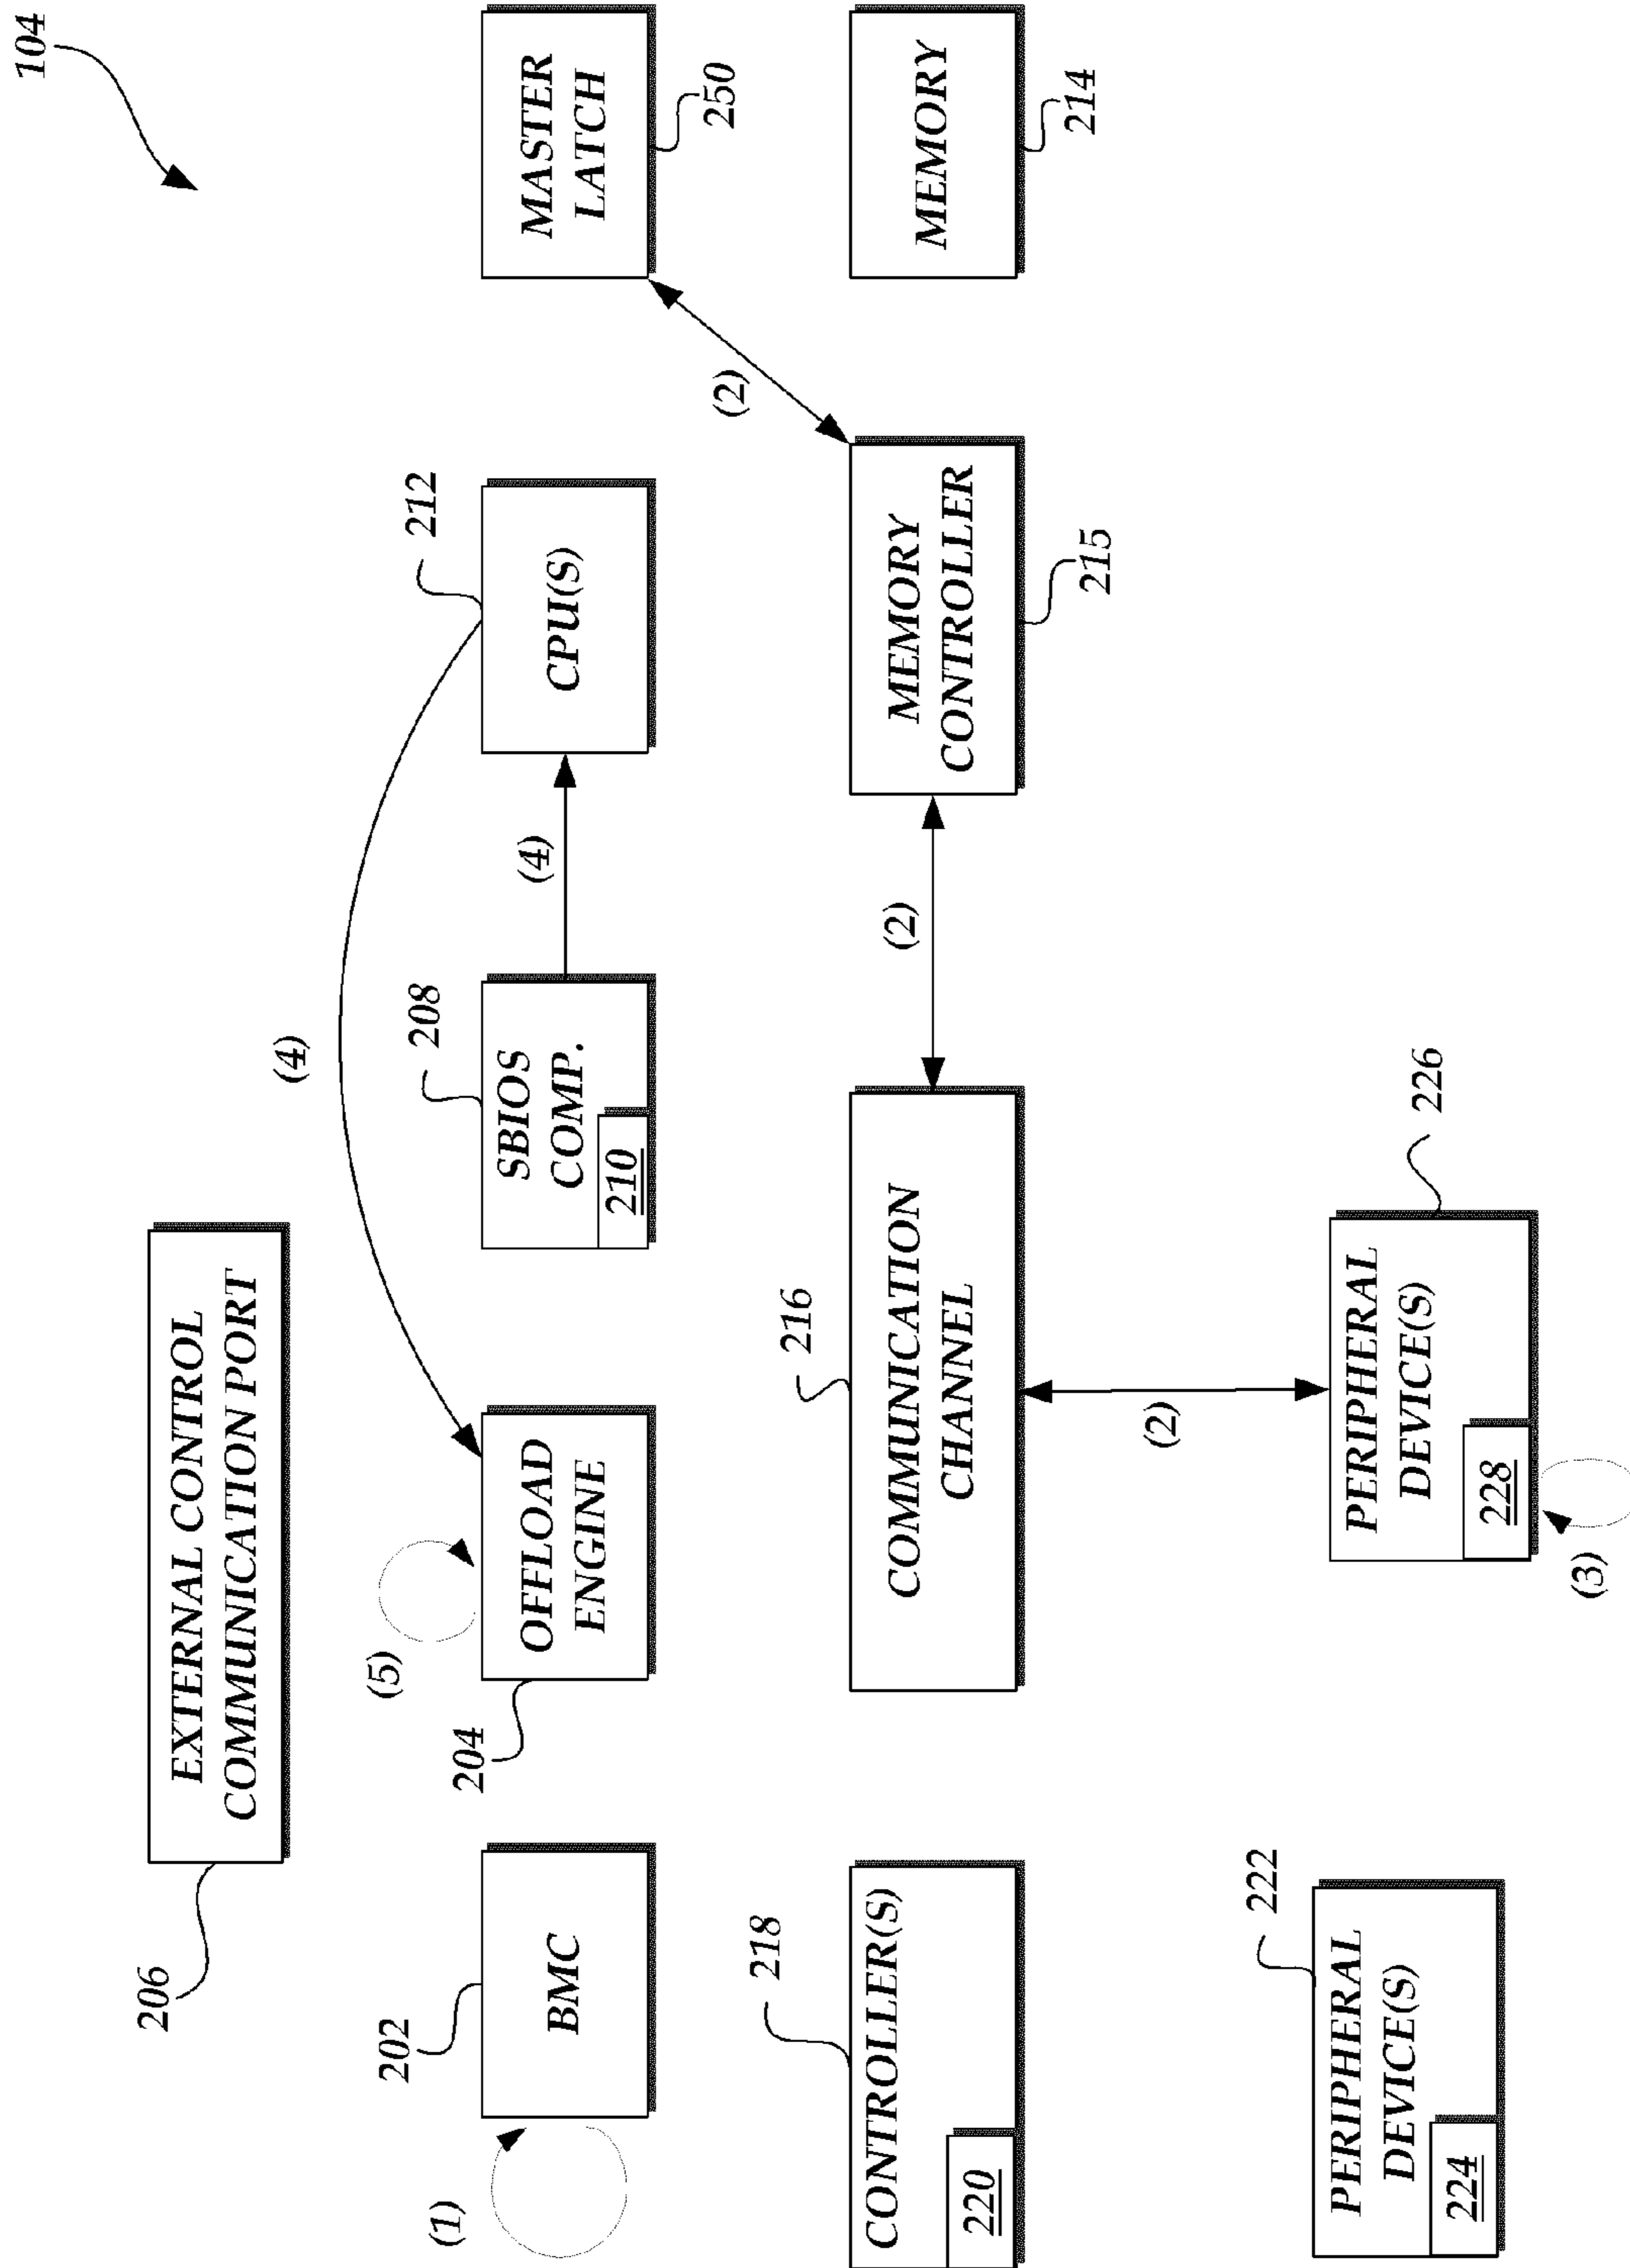 104
EXTERNAL CONTROL
COMMUNICATION PORT
206
(4)
(5)
202
204
208
212
(1)
BMC
OFFLOAD
ENGINE
SBIOS
COMP.
210
(4)
CPU(S)
MASTER
LATCH
250
(2)
218
216
CONTROLLER(S)
220
COMMUNICATION
CHANNEL
(2)
MEMORY
CONTROLLER
215
MEMORY
214
(2)
222
226
PERIPHERAL
DEVICE(S)
224
PERIPHERAL
DEVICE(S)
228
(3)